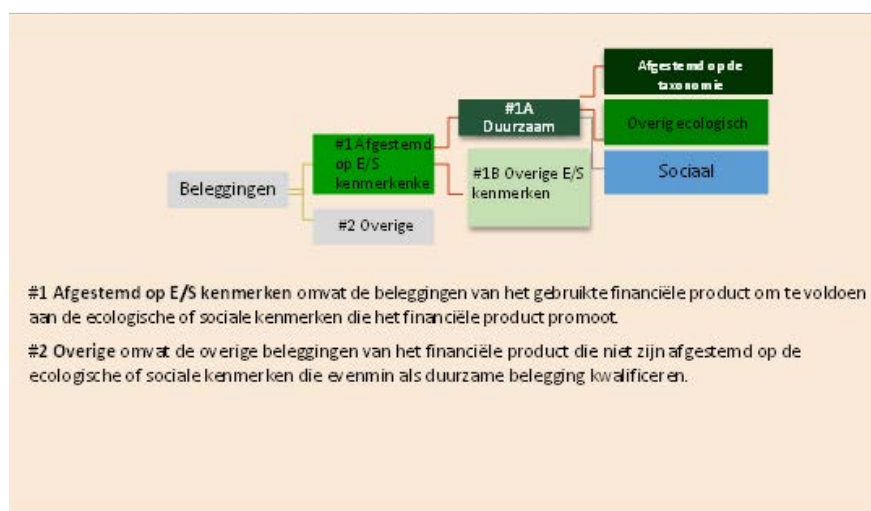 Afgestemd op de
taxonomie
#1A
Duurzaam
Overig ecologisch
#1 Afgestemd
op E/S
kenmerkenke
#1B Overige E/S
kenmerken
Sociaal
Beleggingen
#2 Overige
#1 Afgestemd op E/S kenmerken omvat de beleggingen van het gebruikte financiële product om te voldoen
aan de ecologische of sociale kenmerken die het financiële product promoot.
#2 Overige omvat de overige beleggingen van het financiële product die niet zijn afgestemd op de
ecologische of sociale kenmerken die evenmin als duurzame belegging kwalificeren.